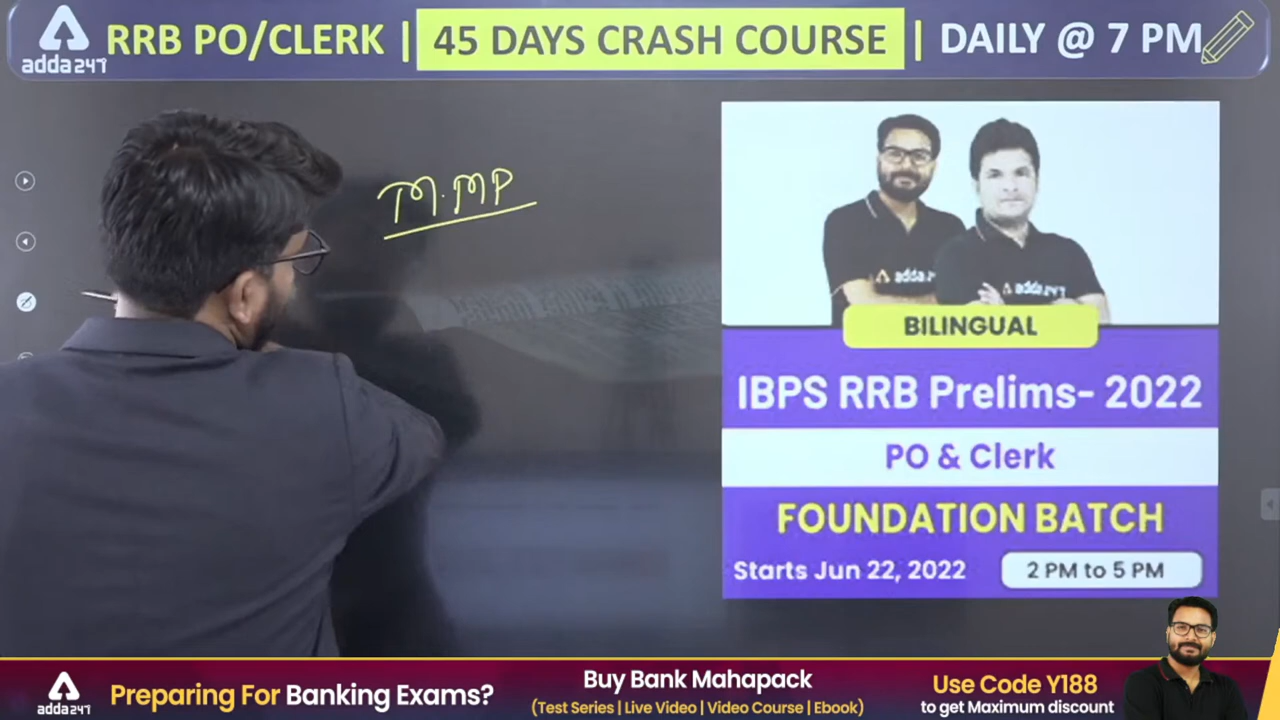 RRB PO/CLERK | 45 DAYS CRASH COURSE | DAILY @ 7 PM
adda247
M.MP
adda247
adda247
BILINGUAL
IBPS RRB Prelims- 2022
PO & Clerk
FOUNDATION BATCH
Starts Jun 22, 2022 2 PM to 5 PM
adda247
Preparing For Banking Exams?
Buy Bank Mahapack
(Test Series | Live Video | Video Course | Ebook)
Use Code Y188
to get Maximum discount